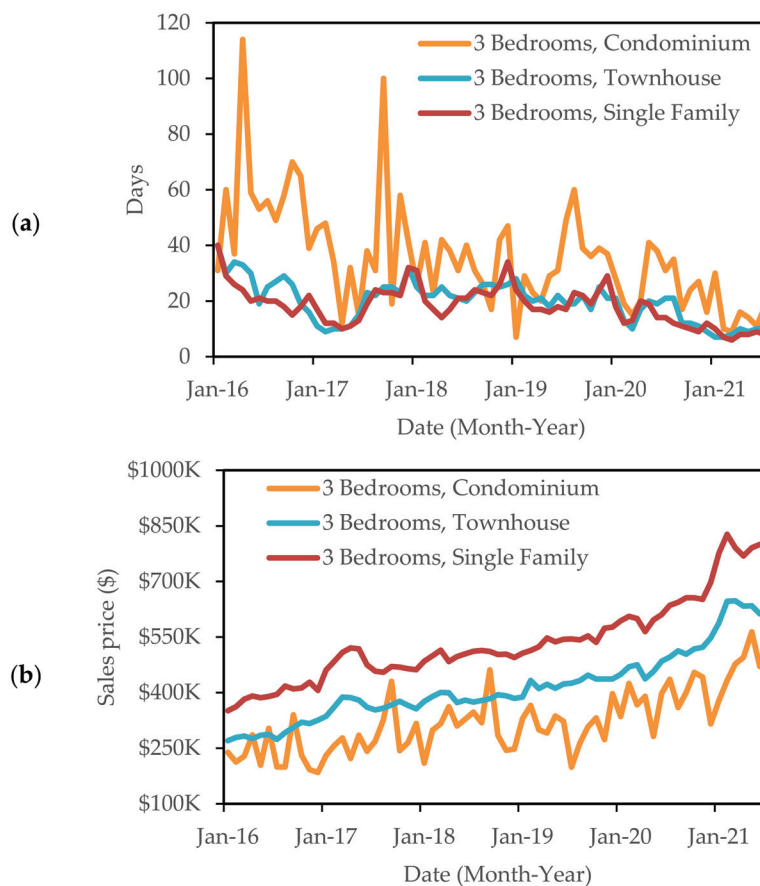 (a)
Days
120
100
80
60
40
20
0
3 Bedrooms, Condominium
3 Bedrooms, Townhouse
3 Bedrooms, Single Family
Jan-16 Jan-17 Jan-18 Jan-19 Jan-20 Jan-21
Date (Month-Year)
(b)
Sales price ($)
$1000K
$850K
$700K
$550K
$400K
$250K
$100K
3 Bedrooms, Condominium
3 Bedrooms, Townhouse
3 Bedrooms, Single Family
Jan-16 Jan-17 Jan-18 Jan-19 Jan-20 Jan-21
Date (Month-Year)